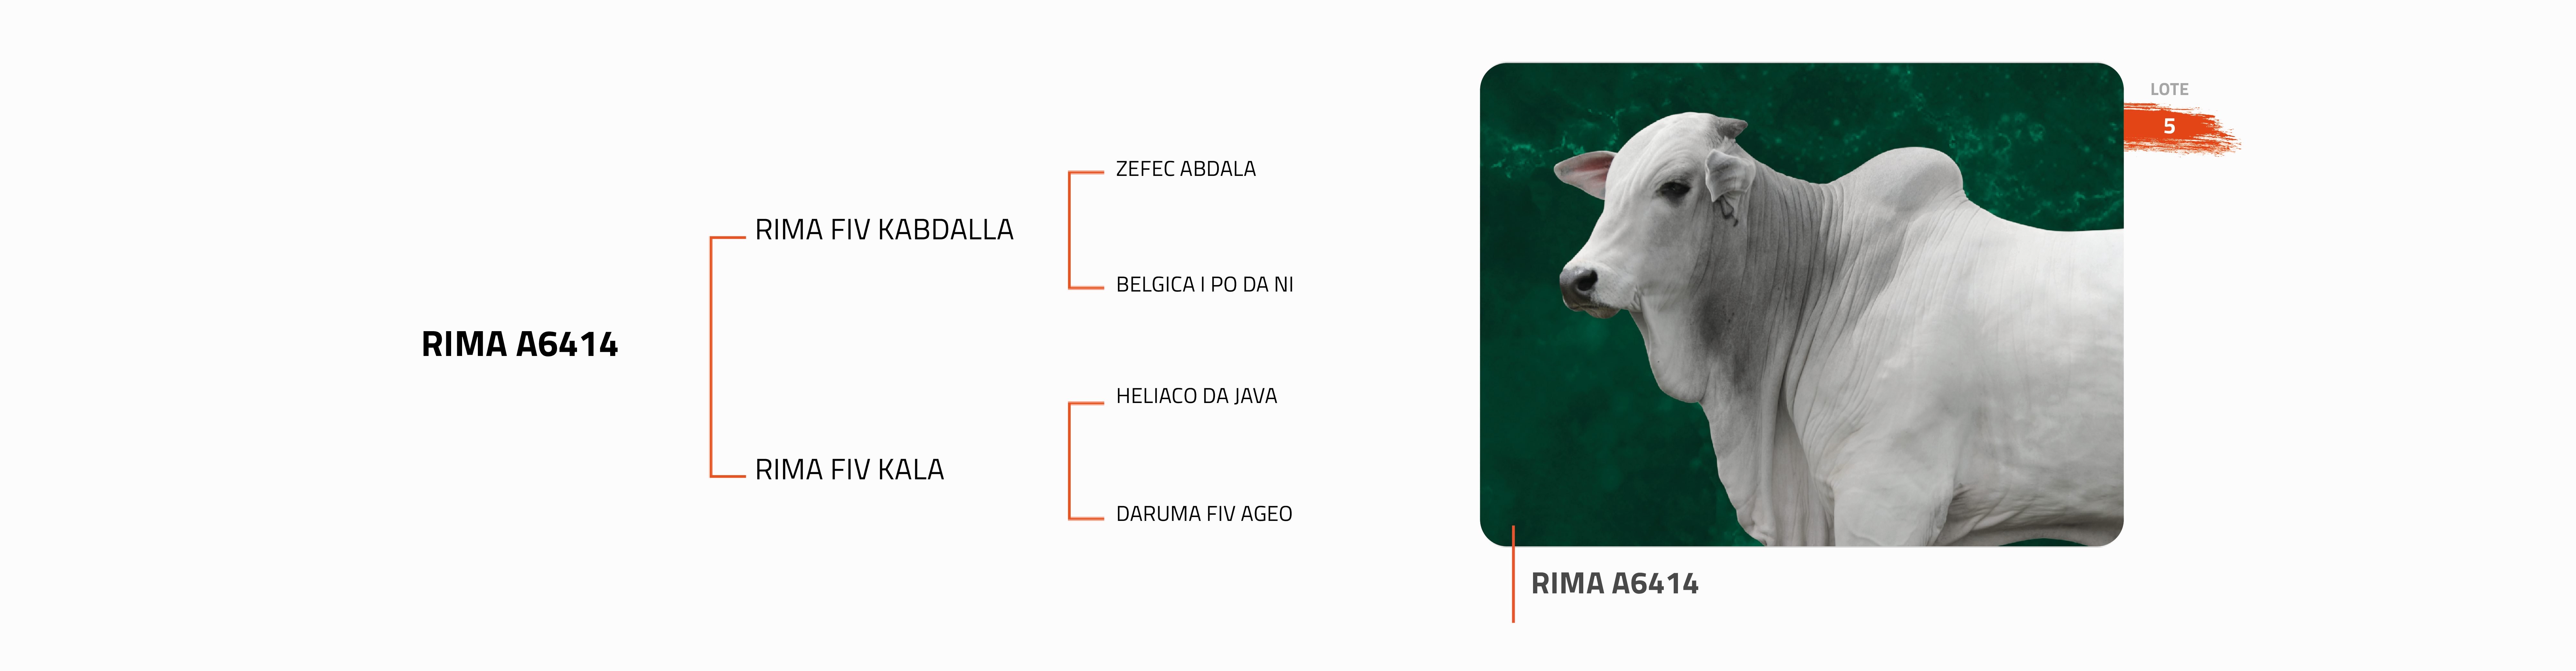 RIMA A6414
RIMA FIV KABDALLA
RIMA FIV KALA
ZEFEC ABDALA
BELGICA I PO DA NI
HELIACO DA JAVA
DARUMA FIV AGEO
LOTE
5
RIMA A6414